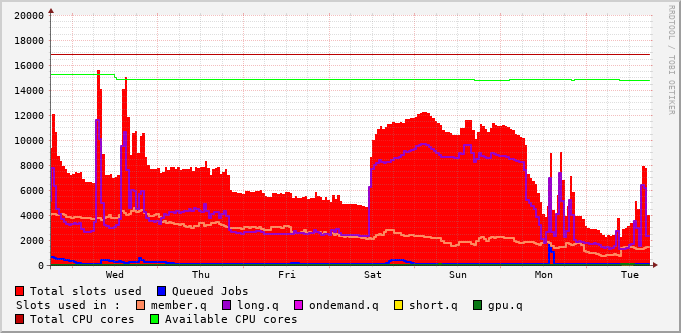 20000
18000
16000
14000
12000
10000
8000
6000
4000
2000
0
Wed Thu Fri Sat Sun Mon Tue
RRDTOOL / TOBI OETIKER
Total slots used Queued Jobs
Slots used in : member.q long.q ondemand.q short.q gpu.q
Total CPU cores Available CPU cores